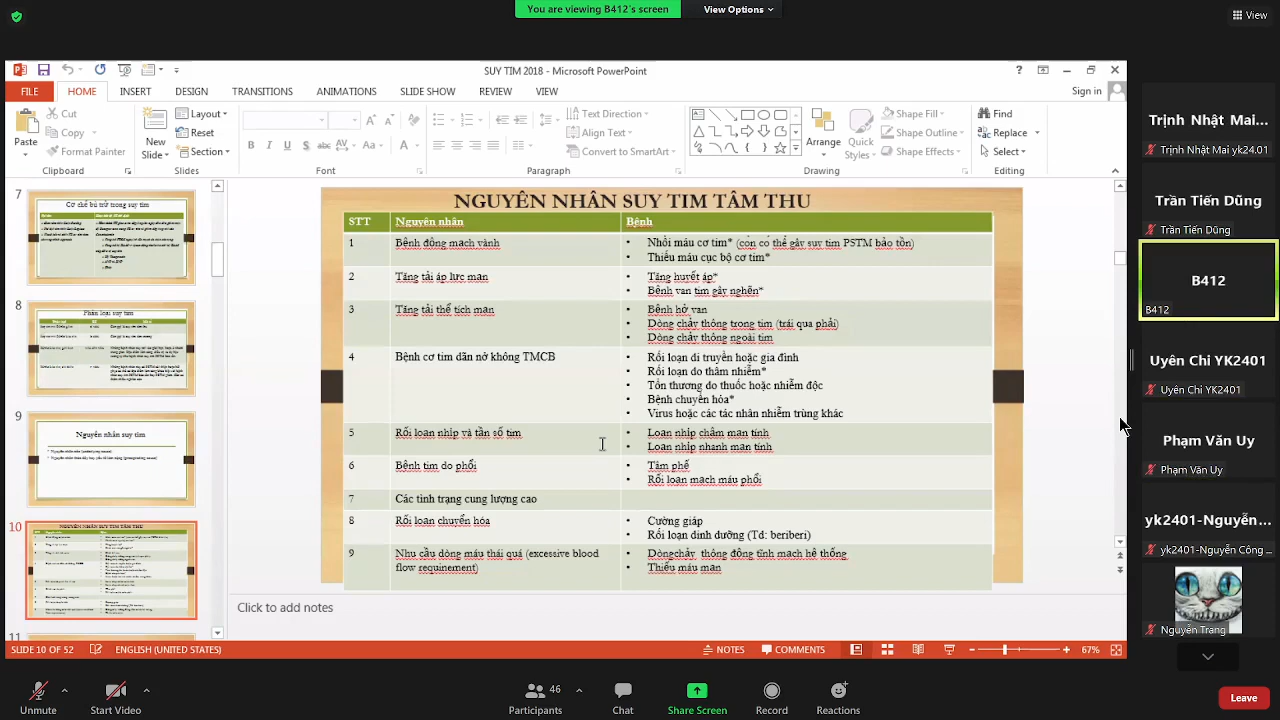 You are viewing B412's screen
View Options
View
SUY TIM 2018 - Microsoft PowerPoint
FILE HOME INSERT DESIGN TRANSITIONS ANIMATIONS SLIDE SHOW REVIEW VIEW
Sign in
Paste
Cut
Copy
Format Painter
Clipboard
New
Slide
Layout
Reset
Section
Slides
Font
Text Direction
Align Text
Convert to SmartArt
Paragraph
Arrange
Quick
Styles
Shape Fill
Shape Outline
Shape Effects
Drawing
Find
Replace
Select
Editing
7
Cơ chế bù trừ trong suy tim
8
Phân loại suy tim
9
Nguyên nhân suy tim
10
NGUYÊN NHÂN SUY TIM TÂM THU
11
NGUYÊN NHÂN SUY TIM TÂM THU
STT Nguyên nhân Bệnh
1 Bệnh động mạch vành
• Nhồi máu cơ tim* (còn có thể gây suy tim PSTM bảo tồn)
• Thiếu máu cục bộ cơ tim*
2 Tăng tải áp lực mạn
• Tăng huyết áp*
• Bệnh van tim gây nghẽn*
3 Tăng tải thể tích mạn
• Bệnh hở van
• Dòng chảy thông trong tim (trái qua phải)
• Dòng chảy thông ngoài tim
4 Bệnh cơ tim dãn nở không TMCB
• Rối loạn di truyền hoặc gia đình
• Rối loạn do thâm nhiễm*
• Tổn thương do thuốc hoặc nhiễm độc
• Bệnh chuyển hóa*
• Virus hoặc các tác nhân nhiễm trùng khác
5 Rối loạn nhịp và tần số tim
• Loạn nhịp chậm mạn tính
• Loạn nhịp nhanh mạn tính
6 Bệnh tim do phổi
• Tâm phế
• Rối loạn mạch máu phổi
7 Các tình trạng cung lượng cao
8 Rối loạn chuyển hóa
• Cường giáp
• Rối loạn dinh dưỡng (Td: beriberi)
9 Nhu cầu dòng máu thái quá (excessive blood
flow requinement)
• Dòngchảy thông động tĩnh mạch hệ thống
• Thiếu máu mạn
Click to add notes
SLIDE 10 OF 52 ENGLISH (UNITED STATES) NOTES COMMENTS 67%
Trịnh Nhật Mai...
Trịnh Nhật Mai yk24.01
Trần Tiến Dũng
Trần Tiến Dũng
B412
B412
Uyên Chi YK2401
Uyên Chi YK2401
Phạm Văn Uy
Phạm Văn Uy
yk2401-Nguyễn...
yk2401-Nguyễn Bảo
Nguyên Trang
Unmute
Start Video
Participants
46
Chat
Share Screen
Record
Reactions
Leave